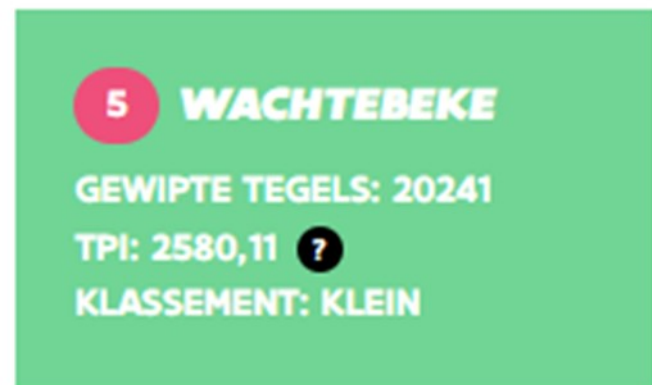 5 WACHTEBEKE
GEWIPTE TEGELS: 20241
TPI: 2580,11 ?
KLASSEMENT: KLEIN